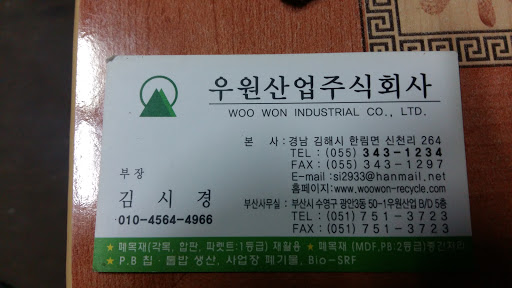 우원산업주식회사
WOO WON INDUSTRIAL CO., LTD.
본 사 : 경남 김해시 한림면 신천리 264
TEL : (055) 343-1234
FAX : (055) 343-1297
E-mail : si2933@hanmail.net
홈페이지:www.woowon-recycle.com
부장
김 시 경
010-4564-4966
부산사무실 : 부산시 수영구 광안3동 50-1우원산업 B/D 5층
TEL : (051) 751-3723
FAX : (051) 751-3723
★ 폐목재(각목, 합판, 파렛트:1등급) 재활용 ★ 폐목재 (MDF,PB:2등급)중간처리
★ P.B 칩·톱밥 생산, 사업장 폐기물, Bio-SRF